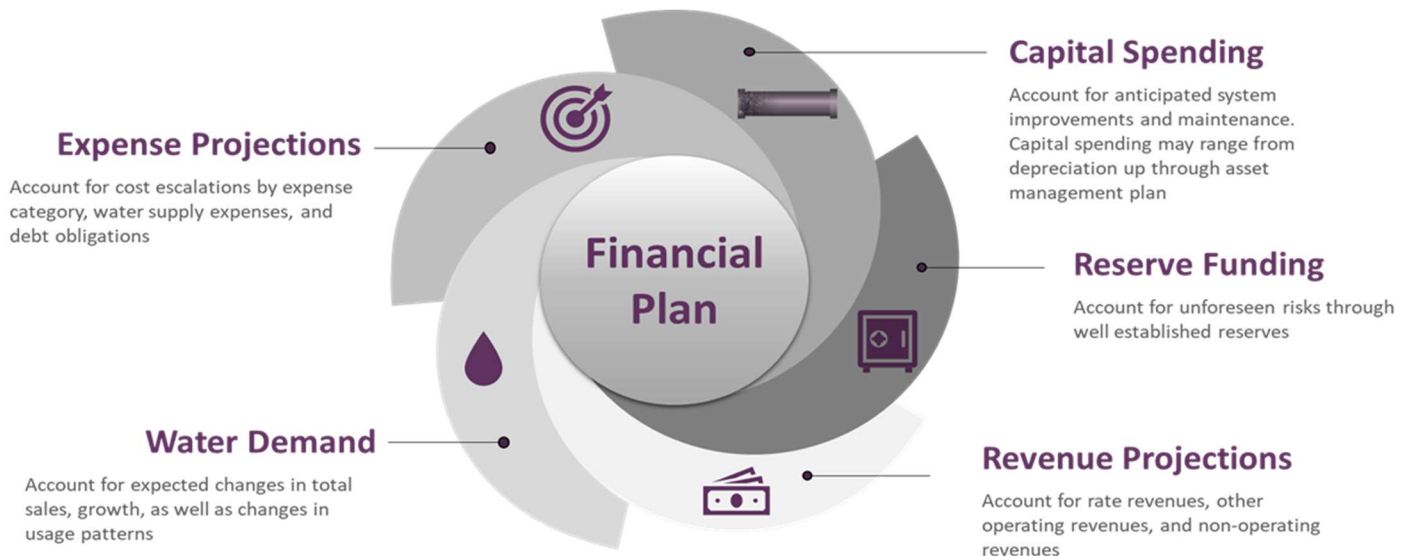 Expense Projections
Account for cost escalations by expense
category, water supply expenses, and
debt obligations
Water Demand
Account for expected changes in total
sales, growth, as well as changes in
usage patterns
Financial
Plan
Capital Spending
Account for anticipated system
improvements and maintenance.
Capital spending may range from
depreciation up through asset
management plan
Reserve Funding
Account for unforeseen risks through
well established reserves
Revenue Projections
Account for rate revenues, other
operating revenues, and non-operating
revenues